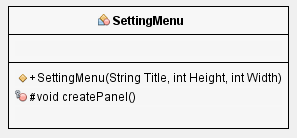 SettingMenu
+SettingMenu(String Title, int Height, int Width)
#void createPanel()